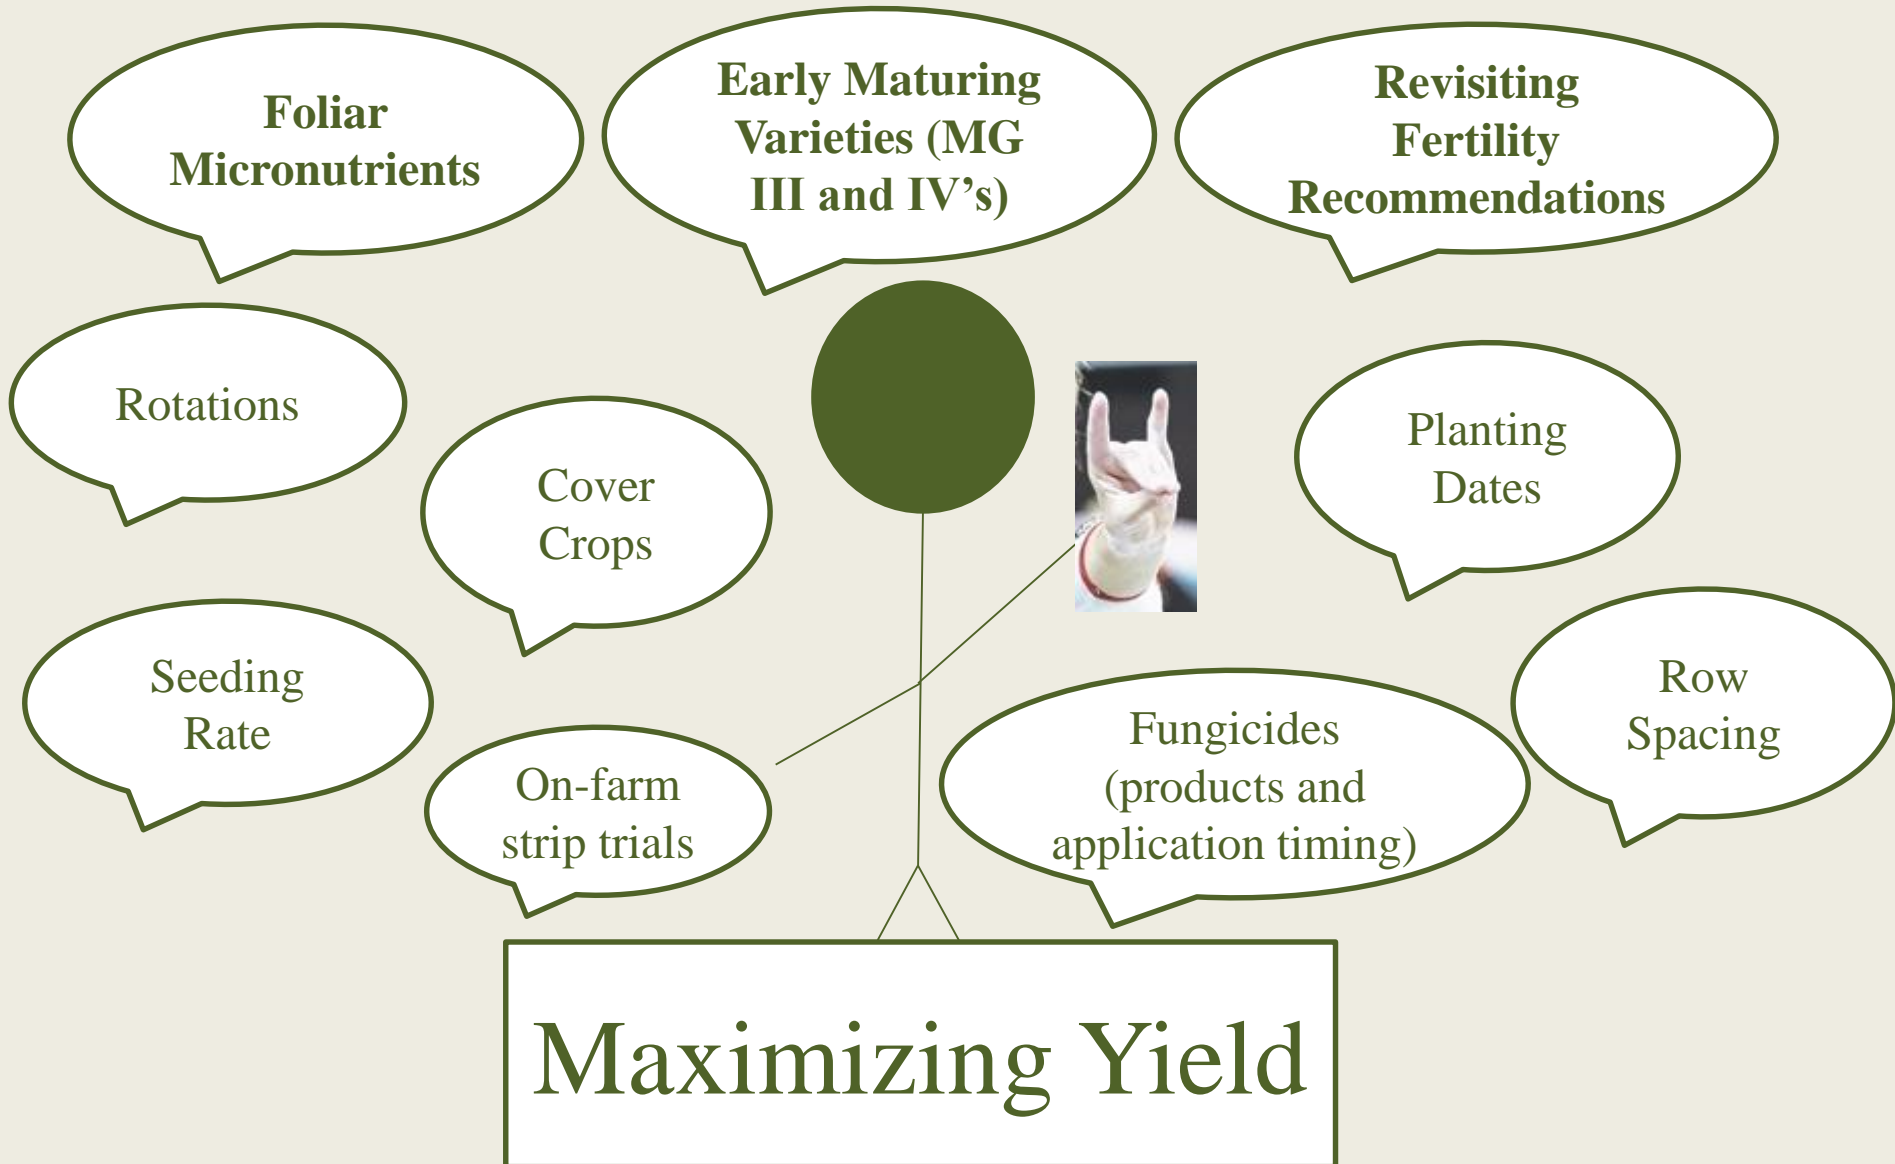 Foliar
Micronutrients
Early Maturing
Varieties (MG
III and IV’s)
Revisiting
Fertility
Recommendations
Rotations
Cover
Crops
Planting
Dates
Seeding
Rate
On-farm
strip trials
Fungicides
(products and
application timing)
Row
Spacing
Maximizing Yield